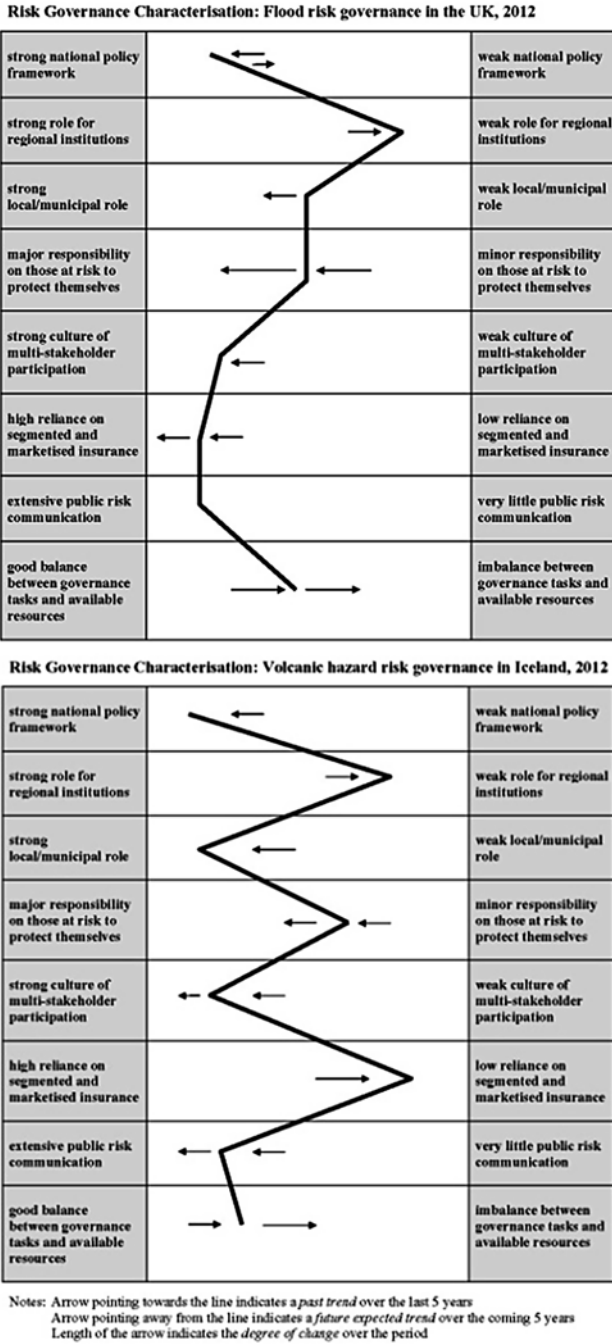 Risk Governance Characterisation: Flood risk governance in the UK, 2012
strong national policy
framework
weak national policy
framework
strong role for
regional institutions
weak role for regional
institutions
strong
local/municipal role
weak local/municipal
role
major responsibility
on those at risk to
protect themselves
minor responsibility
on those at risk to
protect themselves
strong culture of
multi-stakeholder
participation
weak culture of
multi-stakeholder
participation
high reliance on
segmented and
marketised insurance
low reliance on
segmented and
marketised insurance
extensive public risk
communication
very little public risk
communication
good balance
between governance
tasks and available
resources
imbalance between
governance tasks and
available resources
Risk Governance Characterisation: Volcanic hazard risk governance in Iceland, 2012
strong national policy
framework
weak national policy
framework
strong role for
regional institutions
weak role for regional
institutions
strong
local/municipal role
weak local/municipal
role
major responsibility
on those at risk to
protect themselves
minor responsibility
on those at risk to
protect themselves
strong culture of
multi-stakeholder
participation
weak culture of
multi-stakeholder
participation
high reliance on
segmented and
marketised insurance
low reliance on
segmented and
marketised insurance
extensive public risk
communication
very little public risk
communication
good balance
between governance
tasks and available
resources
imbalance between
governance tasks and
available resources
Notes: Arrow pointing towards the line indicates a past trend over the last 5 years
Arrow pointing away from the line indicates a future expected trend over the coming 5 years
Length of the arrow indicates the degree of change over the period